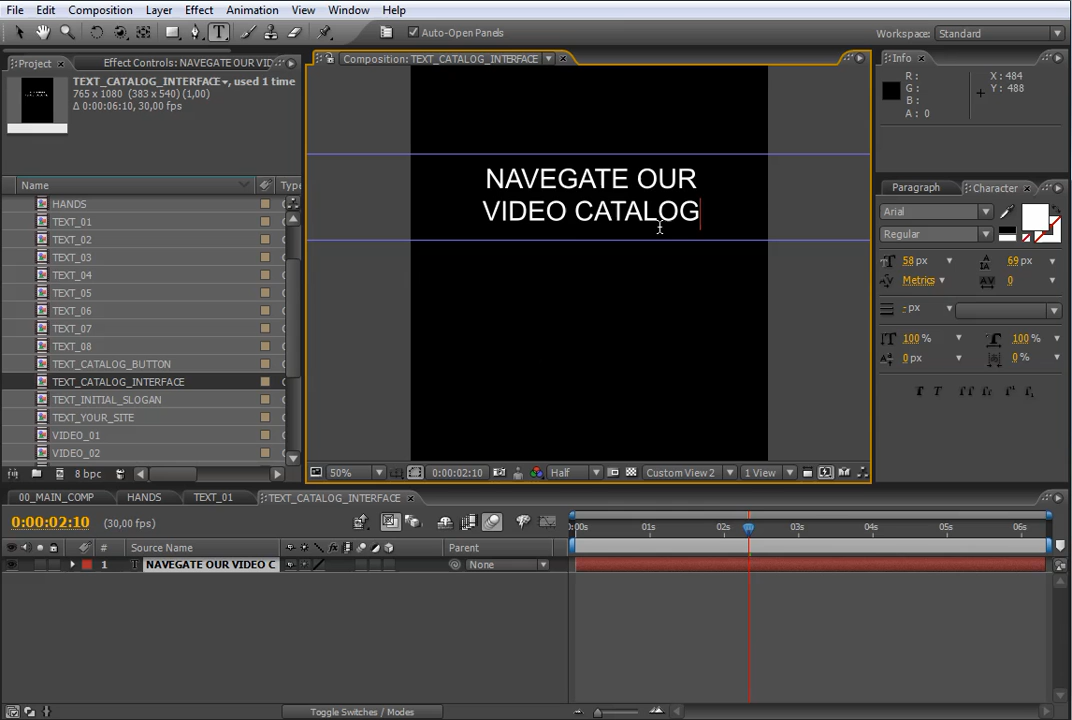 File Edit Composition Layer Effect Animation View Window Help
Auto-Open Panels
Workspace: Standard
Project Effect Controls: NAVEGATE OUR VID
Composition: TEXT_CATALOG_INTERFACE
Info
TEXT_CATALOG_INTERFACE, used 1 time
765 x 1080 (383 x 540) (1,00)
Δ 0:00:06:10, 30,00 fps
R: X: 484
G: Y: 488
B:
A: 0
Name Type
HANDS
TEXT_01
TEXT_02
TEXT_03
TEXT_04
TEXT_05
TEXT_06
TEXT_07
TEXT_08
TEXT_CATALOG_BUTTON
TEXT_CATALOG_INTERFACE
TEXT_INITIAL_SLOGAN
TEXT_YOUR_SITE
VIDEO_01
VIDEO_02
8 bpc
NAVEGATE OUR
VIDEO CATALOG
50% 0:00:02:10 Half Custom View 2 1 View
Paragraph Character
Arial
Regular
58 px 69 px
Metrics 0
- px
100 % 100 %
0 px 0 %
T T TT Tt
00_MAIN_COMP HANDS TEXT_01 TEXT_CATALOG_INTERFACE
0:00:02:10 (30,00 fps)
:00s 01s 02s 03s 04s 05s 06s
# Source Name Parent
1 T NAVEGATE OUR VIDEO C None
Toggle Switches / Modes